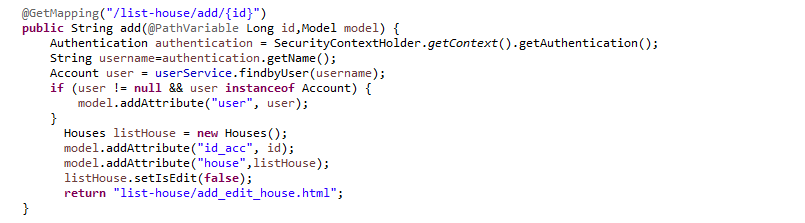 @GetMapping("/list-house/add/{id}")
public String add(@PathVariable Long id,Model model) {
Authentication authentication = SecurityContextHolder.getContext().getAuthentication();
String username=authentication.getName();
Account user = userService.findbyUser(username);
if (user != null && user instanceof Account) {
model.addAttribute("user", user);
}
Houses listHouse = new Houses();
model.addAttribute("id_acc", id);
model.addAttribute("house",listHouse);
listHouse.setIsEdit(false);
return "list-house/add_edit_house.html";
}